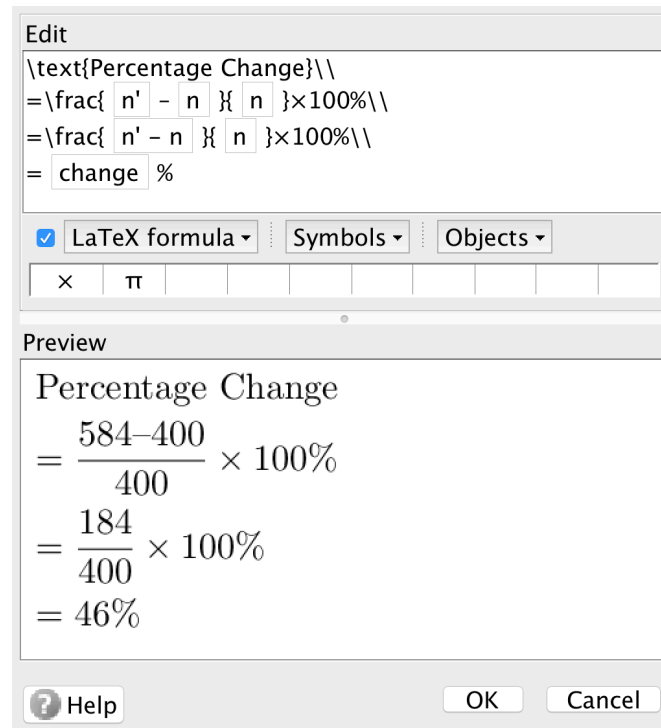 Edit
\text{Percentage Change}\\
=\frac{ n' - n }{ n }×100%\\
=\frac{ n' – n }{ n }×100%\\
= change %
LaTeX formula Symbols Objects
× π
Preview
Percentage Change
= 584–400
400 × 100%
= 184
400 × 100%
= 46%
? Help OK Cancel